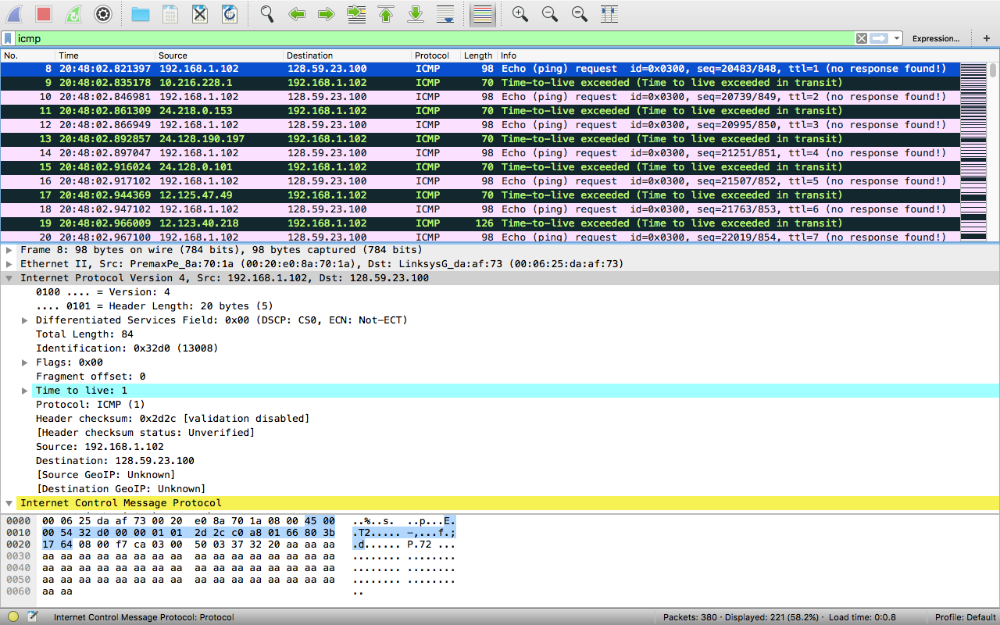 icmp
Expression... +
No. Time Source Destination Protocol Length Info
8 20:48:02.821397 192.168.1.102 128.59.23.100 ICMP 98 Echo (ping) request id=0x0300, seq=20483/848, ttl=1 (no response found!)
9 20:48:02.835178 10.216.228.1 192.168.1.102 ICMP 70 Time-to-live exceeded (Time to live exceeded in transit)
10 20:48:02.846981 192.168.1.102 128.59.23.100 ICMP 98 Echo (ping) request id=0x0300, seq=20739/849, ttl=2 (no response found!)
11 20:48:02.861309 24.218.0.153 192.168.1.102 ICMP 70 Time-to-live exceeded (Time to live exceeded in transit)
12 20:48:02.866949 192.168.1.102 128.59.23.100 ICMP 98 Echo (ping) request id=0x0300, seq=20995/850, ttl=3 (no response found!)
13 20:48:02.892857 24.128.190.197 192.168.1.102 ICMP 70 Time-to-live exceeded (Time to live exceeded in transit)
14 20:48:02.897047 192.168.1.102 128.59.23.100 ICMP 98 Echo (ping) request id=0x0300, seq=21251/851, ttl=4 (no response found!)
15 20:48:02.916024 24.128.0.101 192.168.1.102 ICMP 70 Time-to-live exceeded (Time to live exceeded in transit)
16 20:48:02.917102 192.168.1.102 128.59.23.100 ICMP 98 Echo (ping) request id=0x0300, seq=21507/852, ttl=5 (no response found!)
17 20:48:02.944369 12.125.47.49 192.168.1.102 ICMP 70 Time-to-live exceeded (Time to live exceeded in transit)
18 20:48:02.947102 192.168.1.102 128.59.23.100 ICMP 98 Echo (ping) request id=0x0300, seq=21763/853, ttl=6 (no response found!)
19 20:48:02.966009 12.123.40.218 192.168.1.102 ICMP 126 Time-to-live exceeded (Time to live exceeded in transit)
20 20:48:02.967100 192.168.1.102 128.59.23.100 ICMP 98 Echo (ping) request id=0x0300, seq=22019/854, ttl=7 (no response found!)
Frame 8: 98 bytes on wire (784 bits), 98 bytes captured (784 bits)
Ethernet II, Src: PremaxPe_8a:70:1a (00:20:e0:8a:70:1a), Dst: LinksysG_da:af:73 (00:06:25:da:af:73)
Internet Protocol Version 4, Src: 192.168.1.102, Dst: 128.59.23.100
0100 .... = Version: 4
.... 0101 = Header Length: 20 bytes (5)
Differentiated Services Field: 0x00 (DSCP: CS0, ECN: Not-ECT)
Total Length: 84
Identification: 0x32d0 (13008)
Flags: 0x00
Fragment offset: 0
Time to live: 1
Protocol: ICMP (1)
Header checksum: 0x2d2c [validation disabled]
[Header checksum status: Unverified]
Source: 192.168.1.102
Destination: 128.59.23.100
[Source GeoIP: Unknown]
[Destination GeoIP: Unknown]
Internet Control Message Protocol
0000 00 06 25 da af 73 00 20 e0 8a 70 1a 08 00 45 00 ..%..s. ..p...E.
0010 00 54 32 d0 00 00 01 01 2d 2c c0 a8 01 66 80 3b .T2..... -,...f.;
0020 17 64 08 00 f7 ca 03 00 50 03 37 32 20 aa aa aa .d...... P.72 ...
0030 aa aa aa aa aa aa aa aa aa aa aa aa aa aa aa aa ........ ........
0040 aa aa aa aa aa aa aa aa aa aa aa aa aa aa aa aa ........ ........
0050 aa aa aa aa aa aa aa aa aa aa aa aa aa aa aa aa ........ ........
0060 aa aa ..
Internet Control Message Protocol: Protocol Packets: 380 · Displayed: 221 (58.2%) · Load time: 0:0.8 Profile: Default